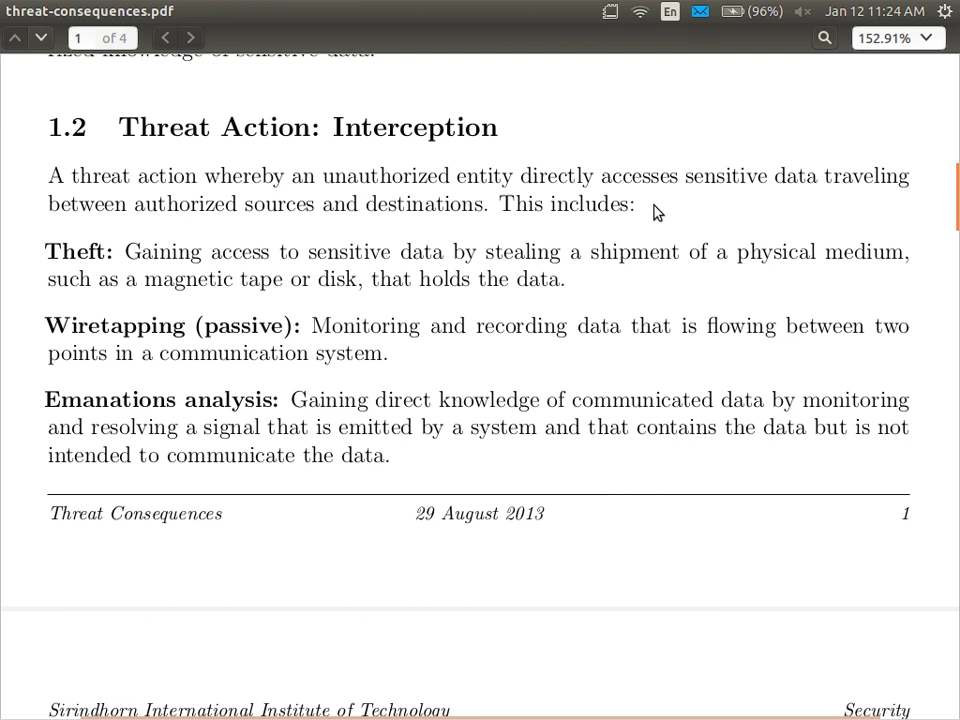 threat-consequences.pdf
En
(96%)
Jan 12 11:24 AM
1 of 4
152.91%
rized knowledge of sensitive data.
1.2 Threat Action: Interception
A threat action whereby an unauthorized entity directly accesses sensitive data traveling
between authorized sources and destinations. This includes:
Theft: Gaining access to sensitive data by stealing a shipment of a physical medium,
such as a magnetic tape or disk, that holds the data.
Wiretapping (passive): Monitoring and recording data that is flowing between two
points in a communication system.
Emanations analysis: Gaining direct knowledge of communicated data by monitoring
and resolving a signal that is emitted by a system and that contains the data but is not
intended to communicate the data.
Threat Consequences 29 August 2013 1
Sirindhorn International Institute of Technology Security